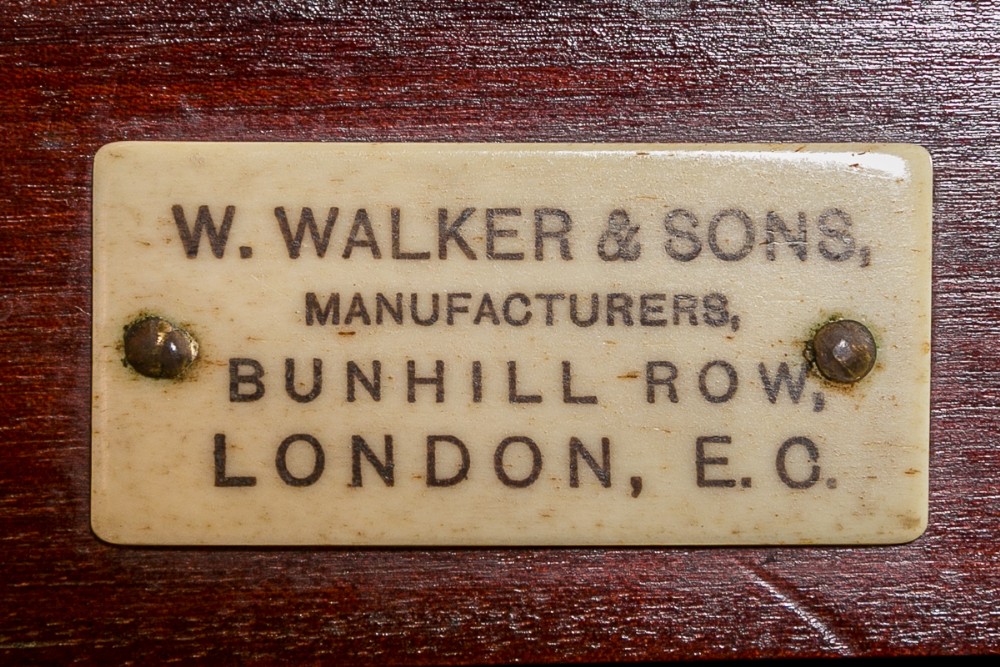 W. WALKER & SONS,
MANUFACTURERS,
BUNHILL ROW,
LONDON, E.C.